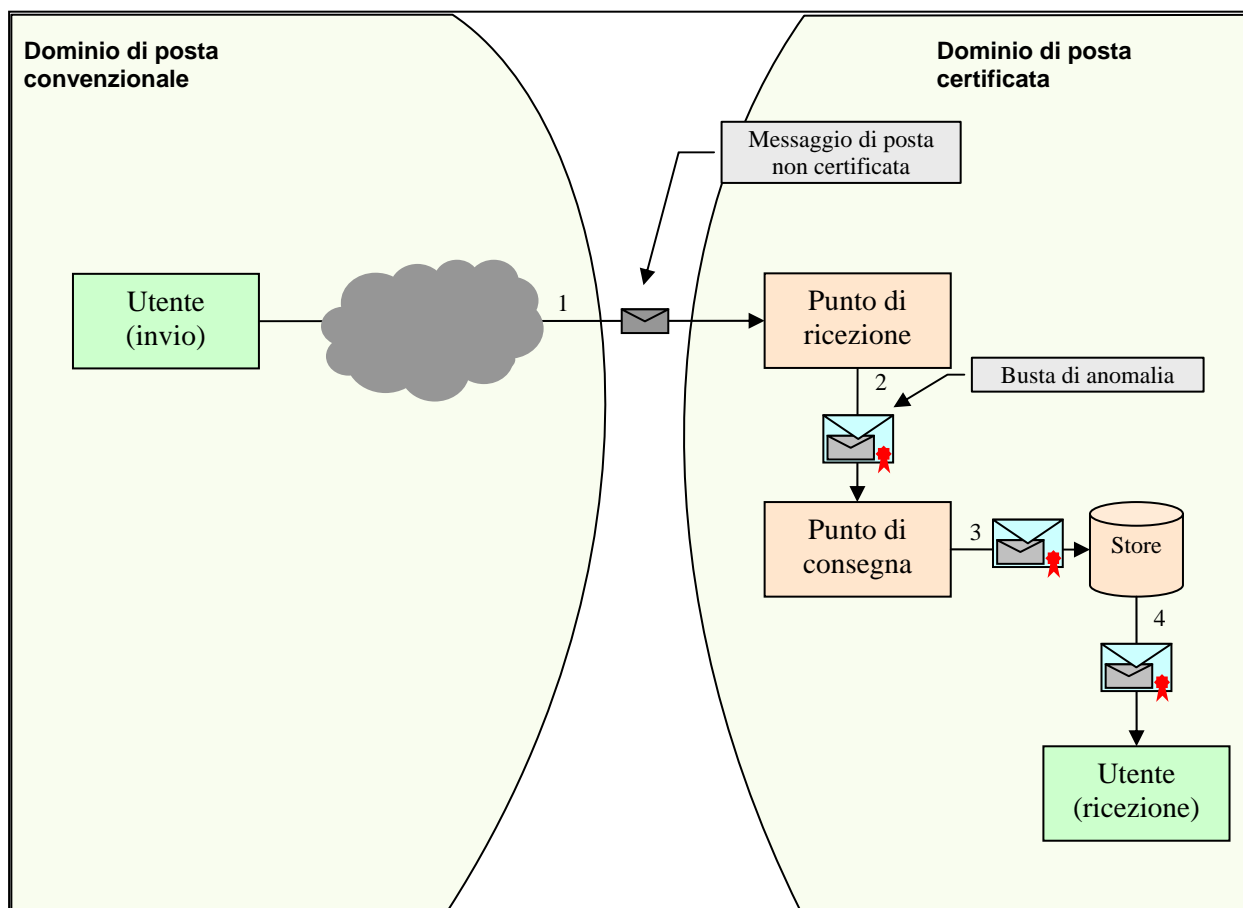 Dominio di posta
convenzionale
Dominio di posta
certificata
Messaggio di posta
non certificata
Utente
(invio)
1
Punto di
ricezione
2
Busta di anomalia
Punto di
consegna
3
Store
4
Utente
(ricezione)